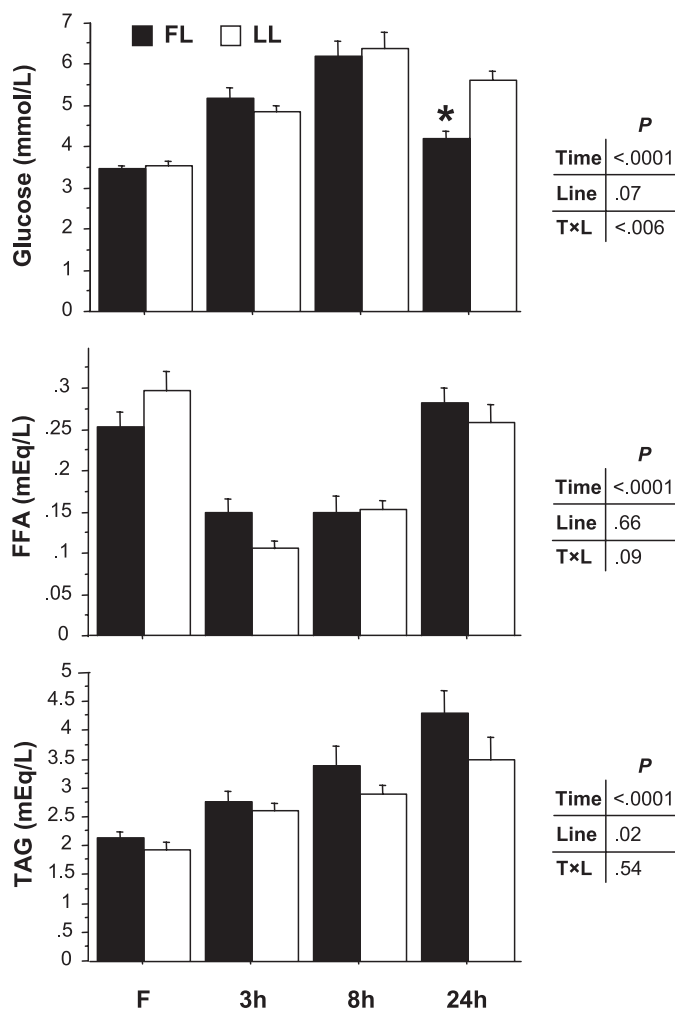 7
FL LL
6
5
4
3
2
1
0
Glucose (mmol/L)
*
P
Time <.0001
Line .07
T×L <.006
.3
.25
.2
.15
.1
.05
0
FFA (mEq/L)
P
Time <.0001
Line .66
T×L .09
5
4.5
4
3.5
3
2.5
2
1.5
1
.5
0
TAG (mEq/L)
P
Time <.0001
Line .02
T×L .54
F 3h 8h 24h